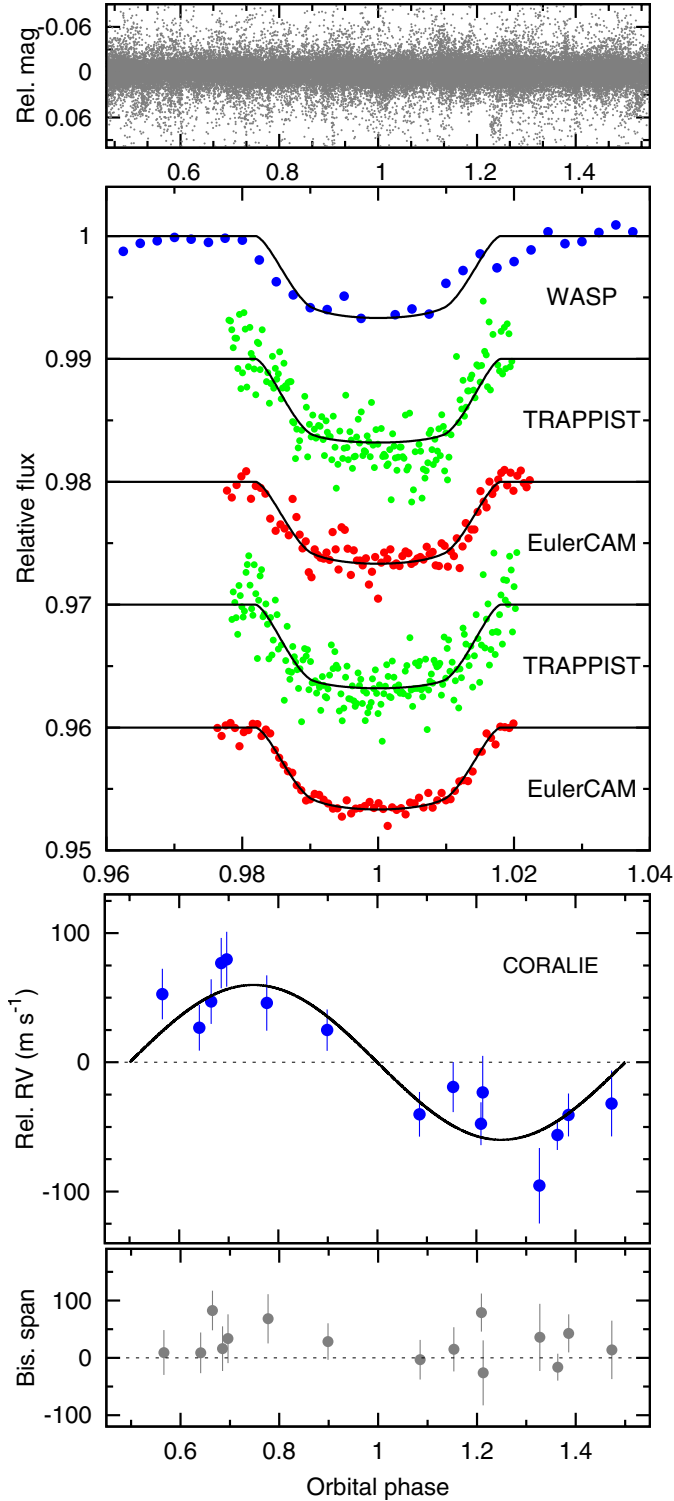 Rel. mag
-0.06
0
0.06
0.6 0.8 1 1.2 1.4
Relative flux
1
0.99
0.98
0.97
0.96
0.95
WASP
TRAPPIST
EulerCAM
TRAPPIST
EulerCAM
0.96 0.98 1 1.02 1.04
Rel. RV (m s-1)
100
0
-100
CORALIE
Bis. span
100
0
-100
0.6 0.8 1 1.2 1.4
Orbital phase